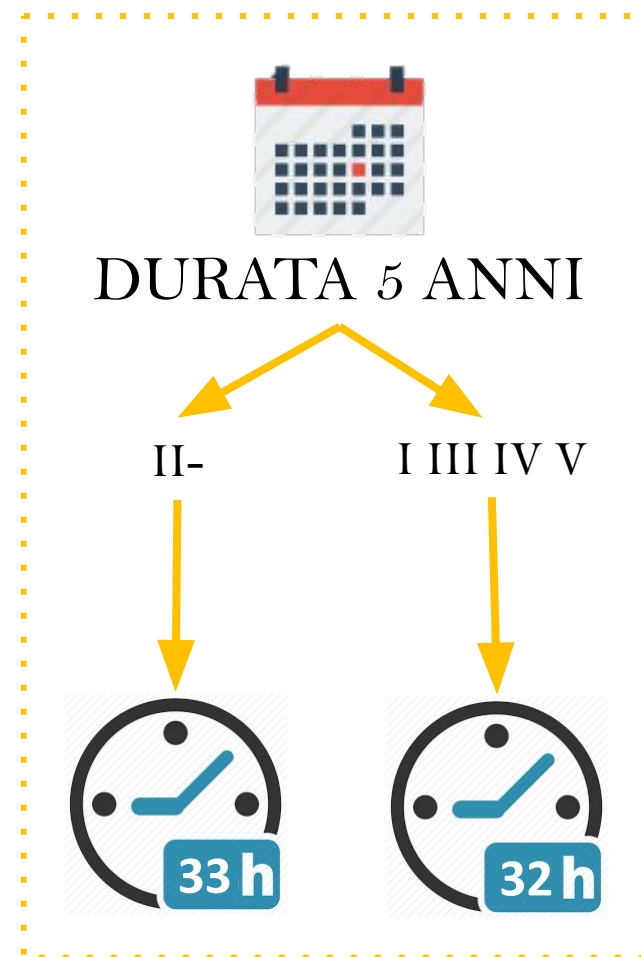 DURATA 5 ANNI
II-
I III IV V
33 h
32 h